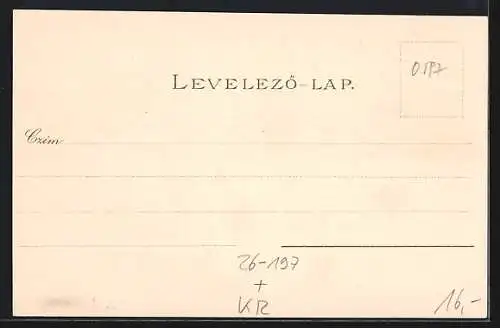 0197
LEVELEZŐ-LAP.
Czím
26-197
+
KR
16,-